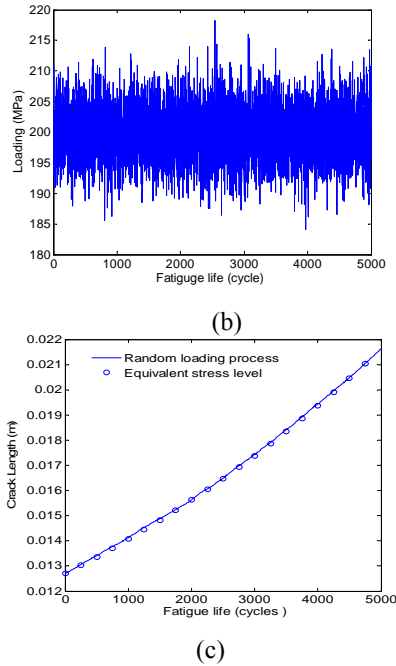 220
215
210
205
200
195
190
185
180
Loading (MPa)
0 1000 2000 3000 4000 5000
Fatiguge life (cycle)
(b)
0.022
0.021
0.02
0.019
0.018
0.017
0.016
0.015
0.014
0.013
0.012
Crack Length (m)
Random loading process
Equivalent stress level
0 1000 2000 3000 4000 5000
Fatigue life (cycles )
(c)